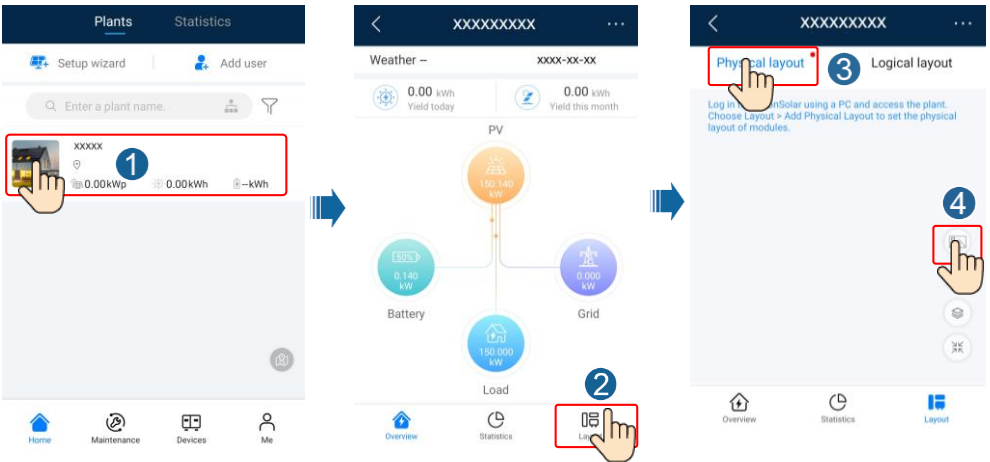 Plants
Statistics
Setup wizard
Add user
Enter a plant name.
xxxxx
1
0.00kWp
0.00kWh
--kWh
Home
Maintenance
Devices
Me
XXXXXXXXX
Weather --
xxxx-xx-xx
0.00 kWh
Yield today
0.00 kWh
Yield this month
PV
150.140
kW
50%
0.140
kW
0.000
kW
Battery
Grid
150.000
kW
Load
2
Overview
Statistics
XXXXXXXXX
Physical layout
3
Logical layout
Log in
Solar using a PC and access the plant.
Choose Layout > Add Physical Layout to set the physical
layout of modules.
4
Overview
Statistics
Layout